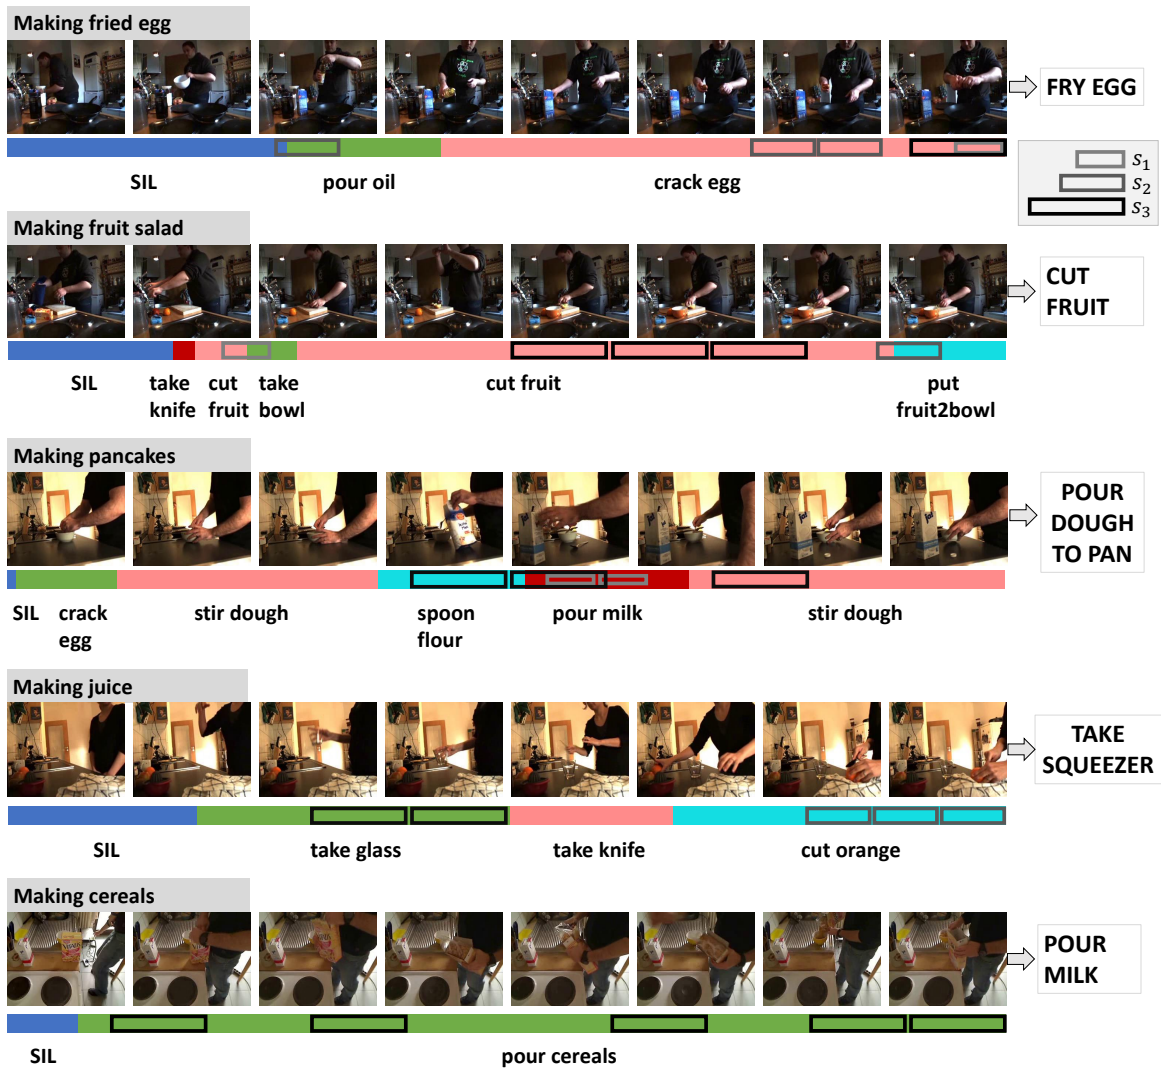 Making fried egg
FRY EGG
SIL pour oil crack egg
s1
s2
s3
Making fruit salad
CUT
FRUIT
SIL take cut take cut fruit put
knife fruit bowl fruit2bowl
Making pancakes
POUR
DOUGH
TO PAN
SIL crack stir dough spoon pour milk stir dough
egg flour
Making juice
TAKE
SQUEEZER
SIL take glass take knife cut orange
Making cereals
POUR
MILK
SIL pour cereals